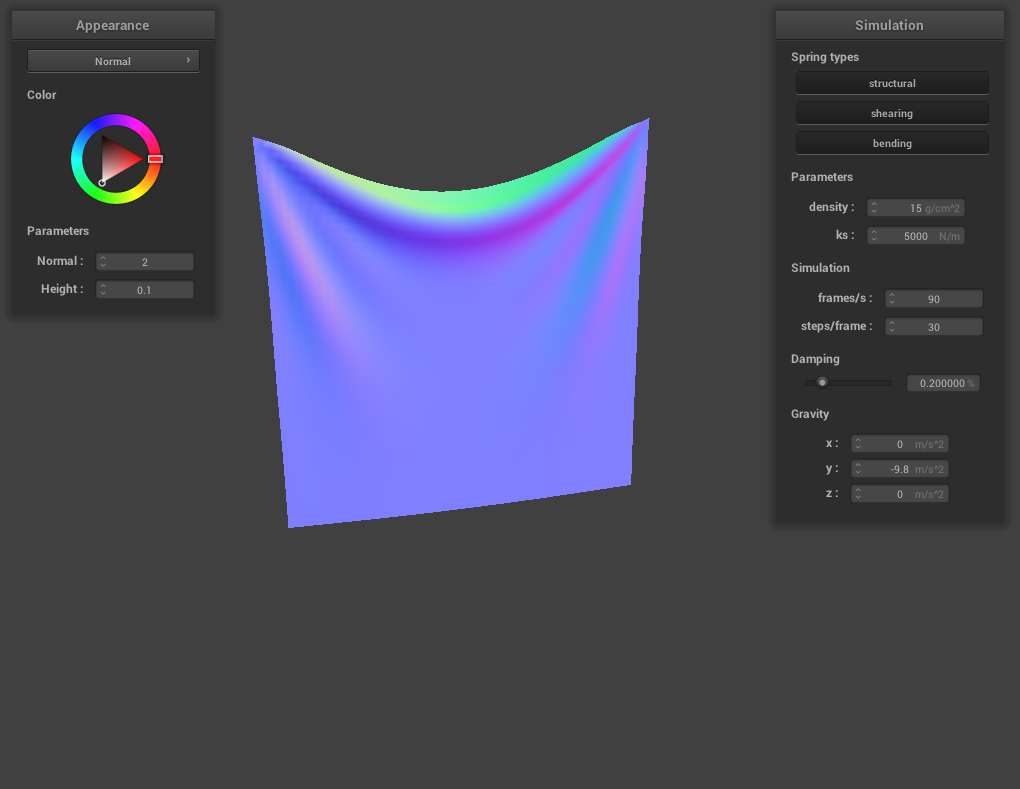 Appearance
Normal ›
Color
Parameters
Normal : 2
Height : 0.1
Simulation
Spring types
structural
shearing
bending
Parameters
density : 15 g/cm^2
ks : 5000 N/m
Simulation
frames/s : 90
steps/frame : 30
Damping
0.200000 %
Gravity
x : 0 m/s^2
y : -9.8 m/s^2
z : 0 m/s^2